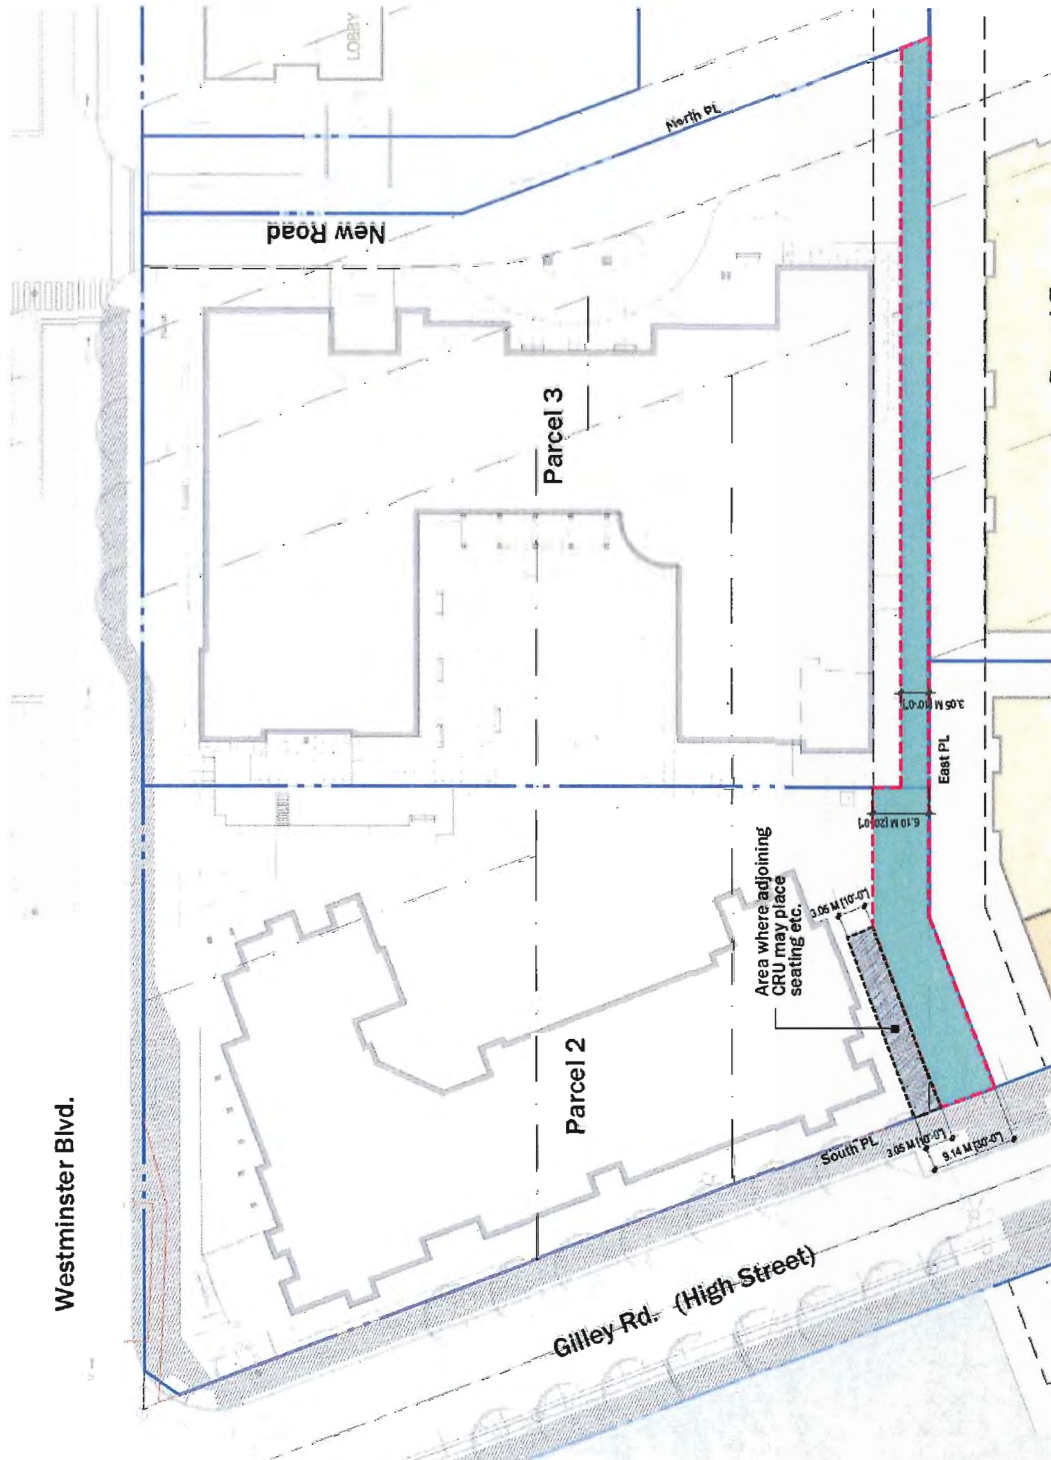 LOBBY
North PL
New Road
Parcel 3
3.05 M [10'-0"]
East PL
6.10 M [20'-0"]
Area where adjoining
CRU may place
seating etc.
3.05 M [10'-0"]
Parcel 2
Westminster Blvd.
South PL
3.05 M [10'-0"]
9.14 M [30'-0"]
Gilley Rd. (High Street)